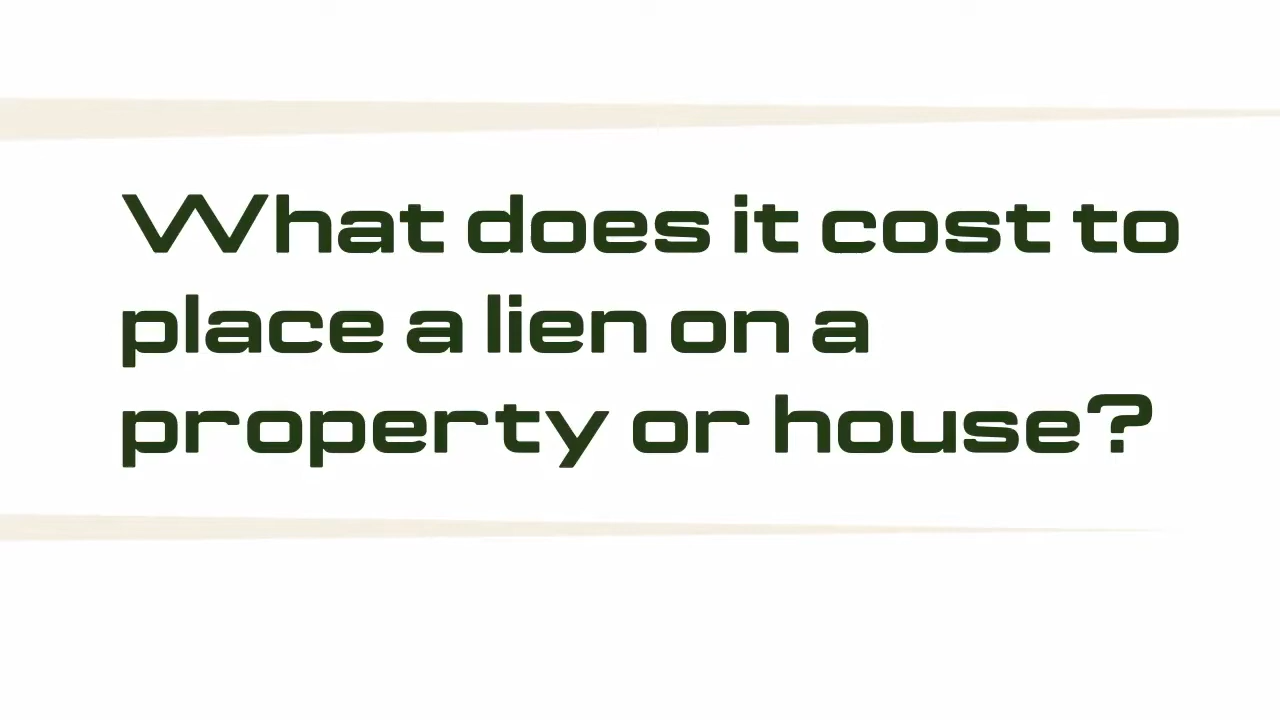 What does it cost to
place a lien on a
property or house?